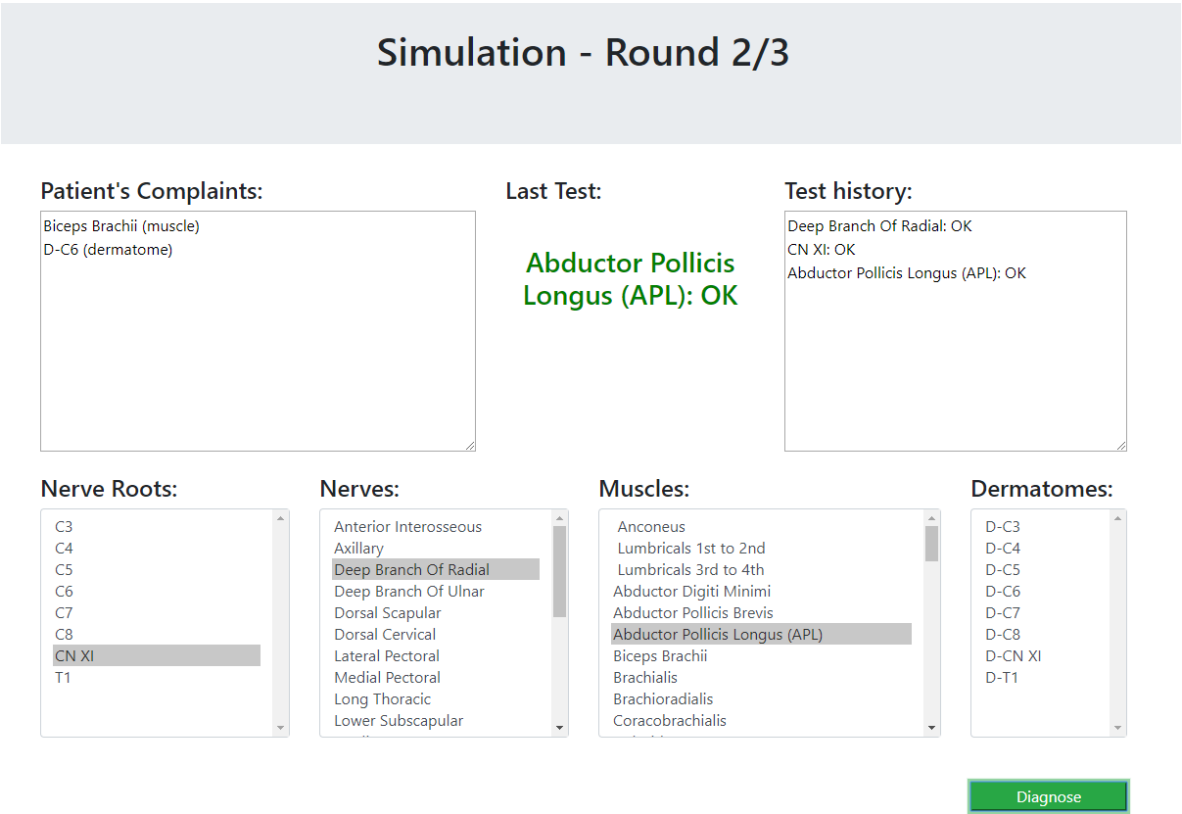 Simulation - Round 2/3
Patient's Complaints:
Biceps Brachii (muscle)
D-C6 (dermatome)
Last Test:
Abductor Pollicis
Longus (APL): OK
Test history:
Deep Branch Of Radial: OK
CN XI: OK
Abductor Pollicis Longus (APL): OK
Nerve Roots:
C3
C4
C5
C6
C7
C8
CN XI
T1
Nerves:
Anterior Interosseous
Axillary
Deep Branch Of Radial
Deep Branch Of Ulnar
Dorsal Scapular
Dorsal Cervical
Lateral Pectoral
Medial Pectoral
Long Thoracic
Lower Subscapular
Muscles:
Anconeus
Lumbricals 1st to 2nd
Lumbricals 3rd to 4th
Abductor Digiti Minimi
Abductor Pollicis Brevis
Abductor Pollicis Longus (APL)
Biceps Brachii
Brachialis
Brachioradialis
Coracobrachialis
Dermatomes:
D-C3
D-C4
D-C5
D-C6
D-C7
D-C8
D-CN XI
D-T1
Diagnose